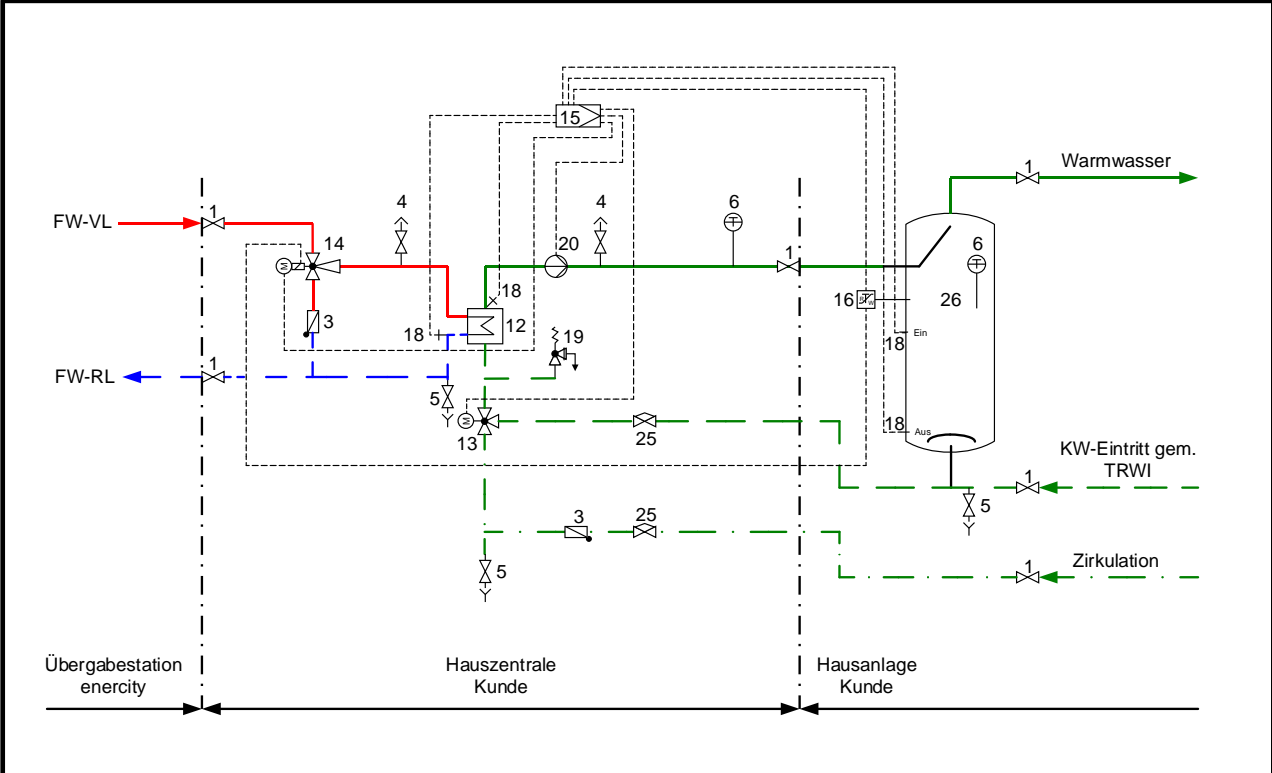 15
1
Warmwasser
4
4
6
1
FW-VL
14
20
6
1
M
T
T
18
16
STW
26
3
18
12
19
Ein
18
FW-RL
1
5
M
13
25
18
Aus
KW-Eintritt gem.
TRWI
1
5
3
25
5
1
Zirkulation
Übergabestation
enercity
Hauszentrale
Kunde
Hausanlage
Kunde